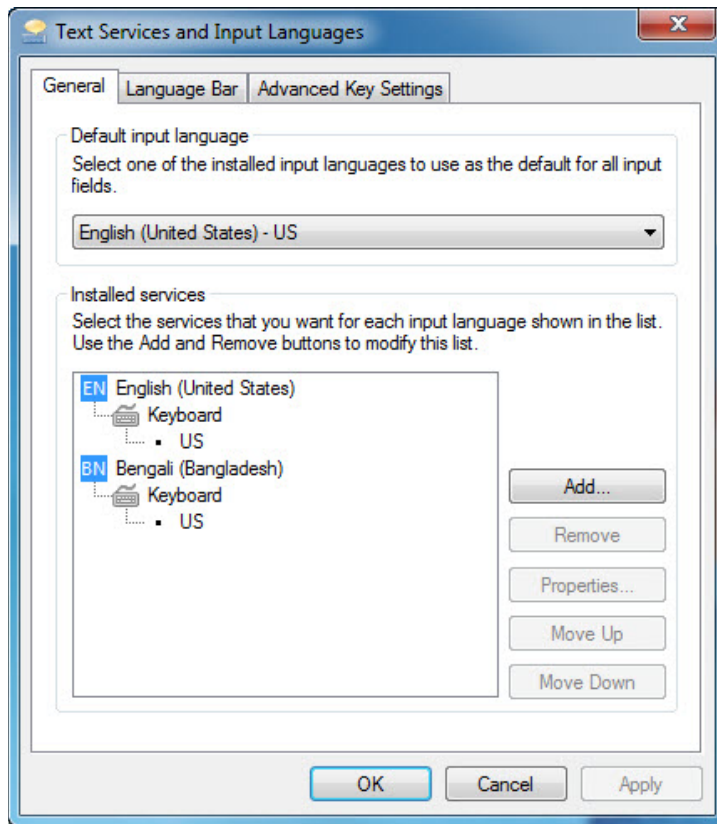 Text Services and Input Languages
General
Language Bar
Advanced Key Settings
Default input language
Select one of the installed input languages to use as the default for all input
fields.
English (United States) - US
Installed services
Select the services that you want for each input language shown in the list.
Use the Add and Remove buttons to modify this list.
EN English (United States)
Keyboard
US
BN Bengali (Bangladesh)
Keyboard
US
Add...
Remove
Properties...
Move Up
Move Down
OK
Cancel
Apply